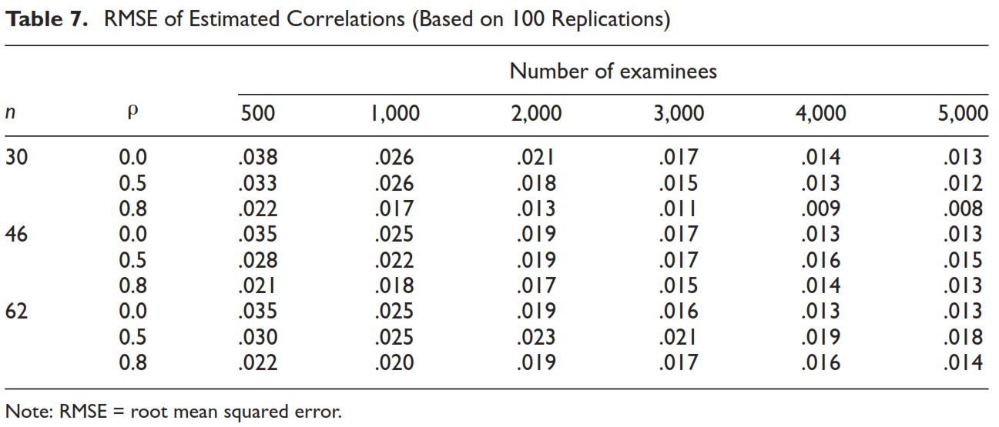 Table 7. RMSE of Estimated Correlations (Based on 100 Replications)
Number of examinees
n ρ 500 1,000 2,000 3,000 4,000 5,000
30 0.0 .038 .026 .021 .017 .014 .013
0.5 .033 .026 .018 .015 .013 .012
0.8 .022 .017 .013 .011 .009 .008
46 0.0 .035 .025 .019 .017 .013 .013
0.5 .028 .022 .019 .017 .016 .015
0.8 .021 .018 .017 .015 .014 .013
62 0.0 .035 .025 .019 .016 .013 .013
0.5 .030 .025 .023 .021 .019 .018
0.8 .022 .020 .019 .017 .016 .014
Note: RMSE = root mean squared error.